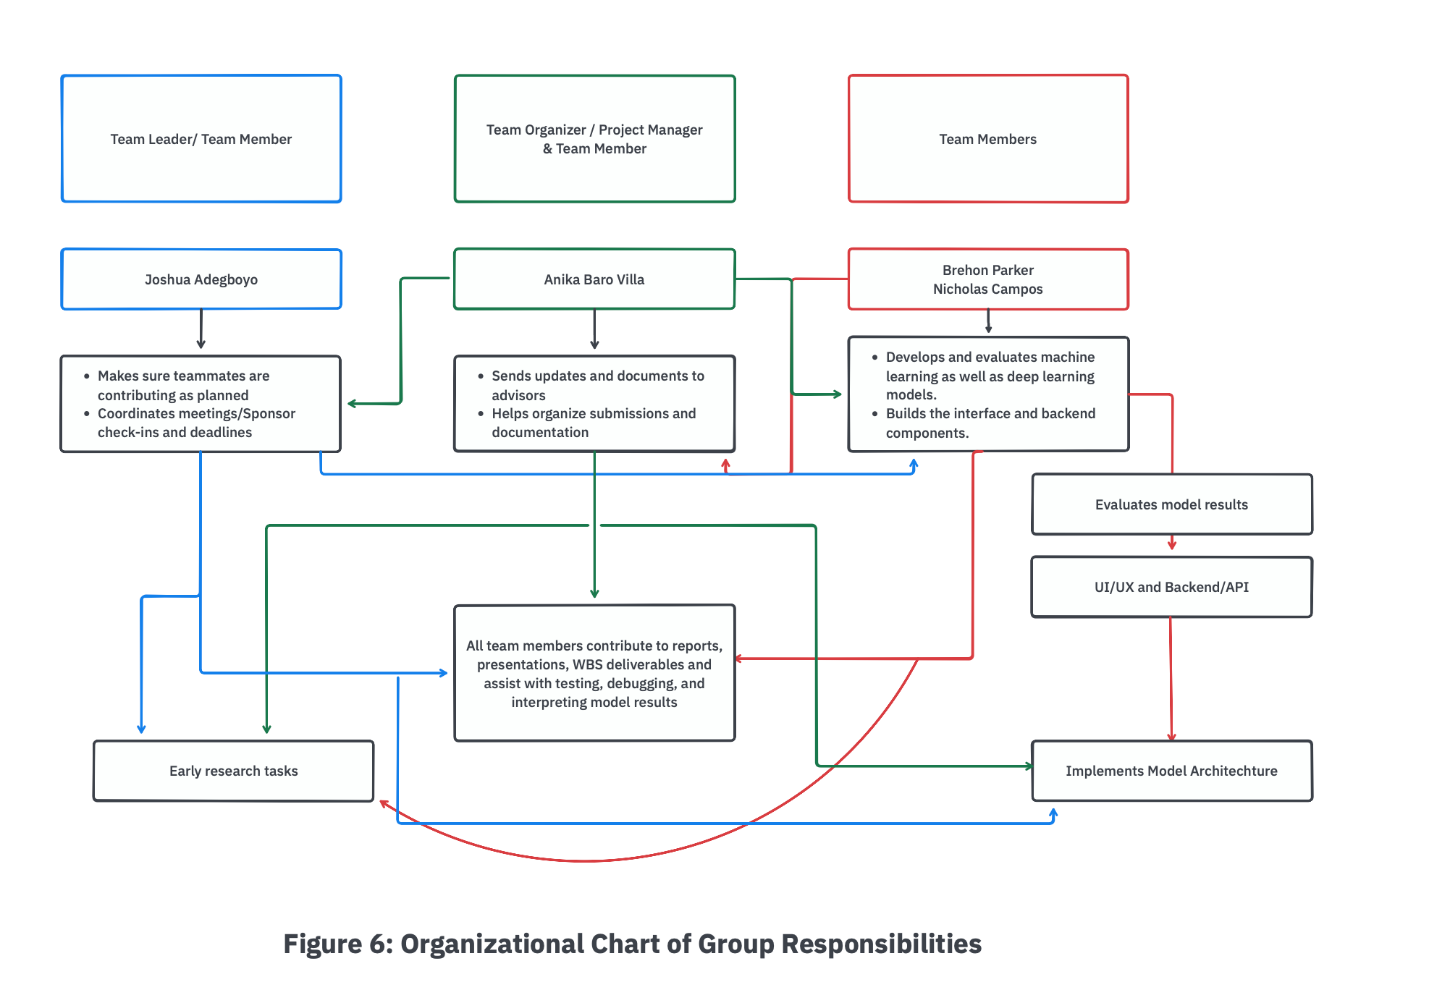 Team Leader/ Team Member
Team Organizer / Project Manager
& Team Member
Team Members
Joshua Adegboyo
Anika Baro Villa
Brehon Parker
Nicholas Campos
• Makes sure teammates are
contributing as planned
• Coordinates meetings/Sponsor
check-ins and deadlines
• Sends updates and documents to
advisors
• Helps organize submissions and
documentation
• Develops and evaluates machine
learning as well as deep learning
models.
• Builds the interface and backend
components.
Evaluates model results
UI/UX and Backend/API
All team members contribute to reports,
presentations, WBS deliverables and
assist with testing, debugging, and
interpreting model results
Early research tasks
Implements Model Architechture
Figure 6: Organizational Chart of Group Responsibilities